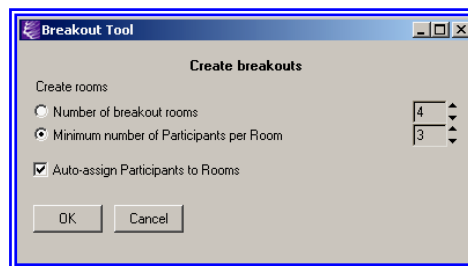 Breakout Tool
Create breakouts
Create rooms
Number of breakout rooms 4
Minimum number of Participants per Room 3
Auto-assign Participants to Rooms
OK Cancel